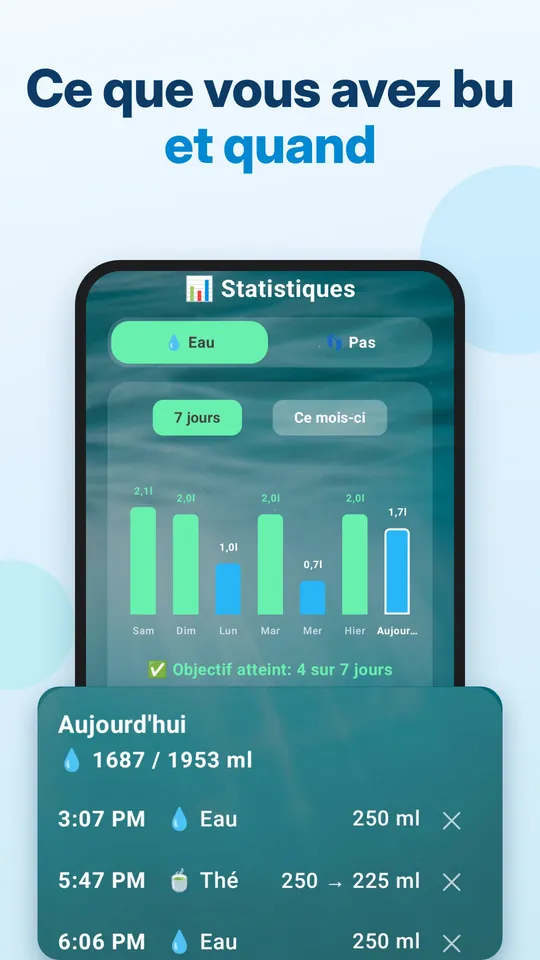 Ce que vous avez bu
et quand
📊 Statistiques
💧 Eau
👣 Pas
7 jours
Ce mois-ci
2,1l
2,0l
1,0l
2,0l
0,7l
2,0l
1,7l
Sam
Dim
Lun
Mar
Mer
Hier
Aujour…
✅ Objectif atteint: 4 sur 7 jours
Aujourd'hui
💧 1687 / 1953 ml
3:07 PM 💧 Eau 250 ml ×
5:47 PM 🍵 Thé 250 → 225 ml ×
6:06 PM 💧 Eau 250 ml ×